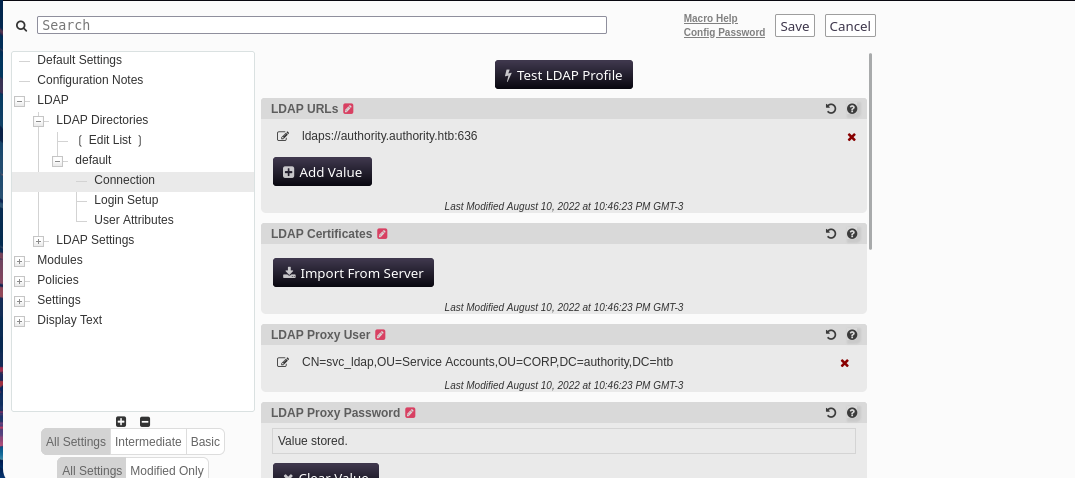 Search
Macro Help
Config Password
Save
Cancel
Default Settings
Configuration Notes
LDAP
LDAP Directories
[ Edit List ]
default
Connection
Login Setup
User Attributes
LDAP Settings
Modules
Policies
Settings
Display Text
All Settings Intermediate Basic
All Settings Modified Only
Test LDAP Profile
LDAP URLs
ldaps://authority.authority.htb:636
Add Value
Last Modified August 10, 2022 at 10:46:23 PM GMT-3
LDAP Certificates
Import From Server
Last Modified August 10, 2022 at 10:46:23 PM GMT-3
LDAP Proxy User
CN=svc_ldap,OU=Service Accounts,OU=CORP,DC=authority,DC=htb
Last Modified August 10, 2022 at 10:46:23 PM GMT-3
LDAP Proxy Password
Value stored.
Clear Value